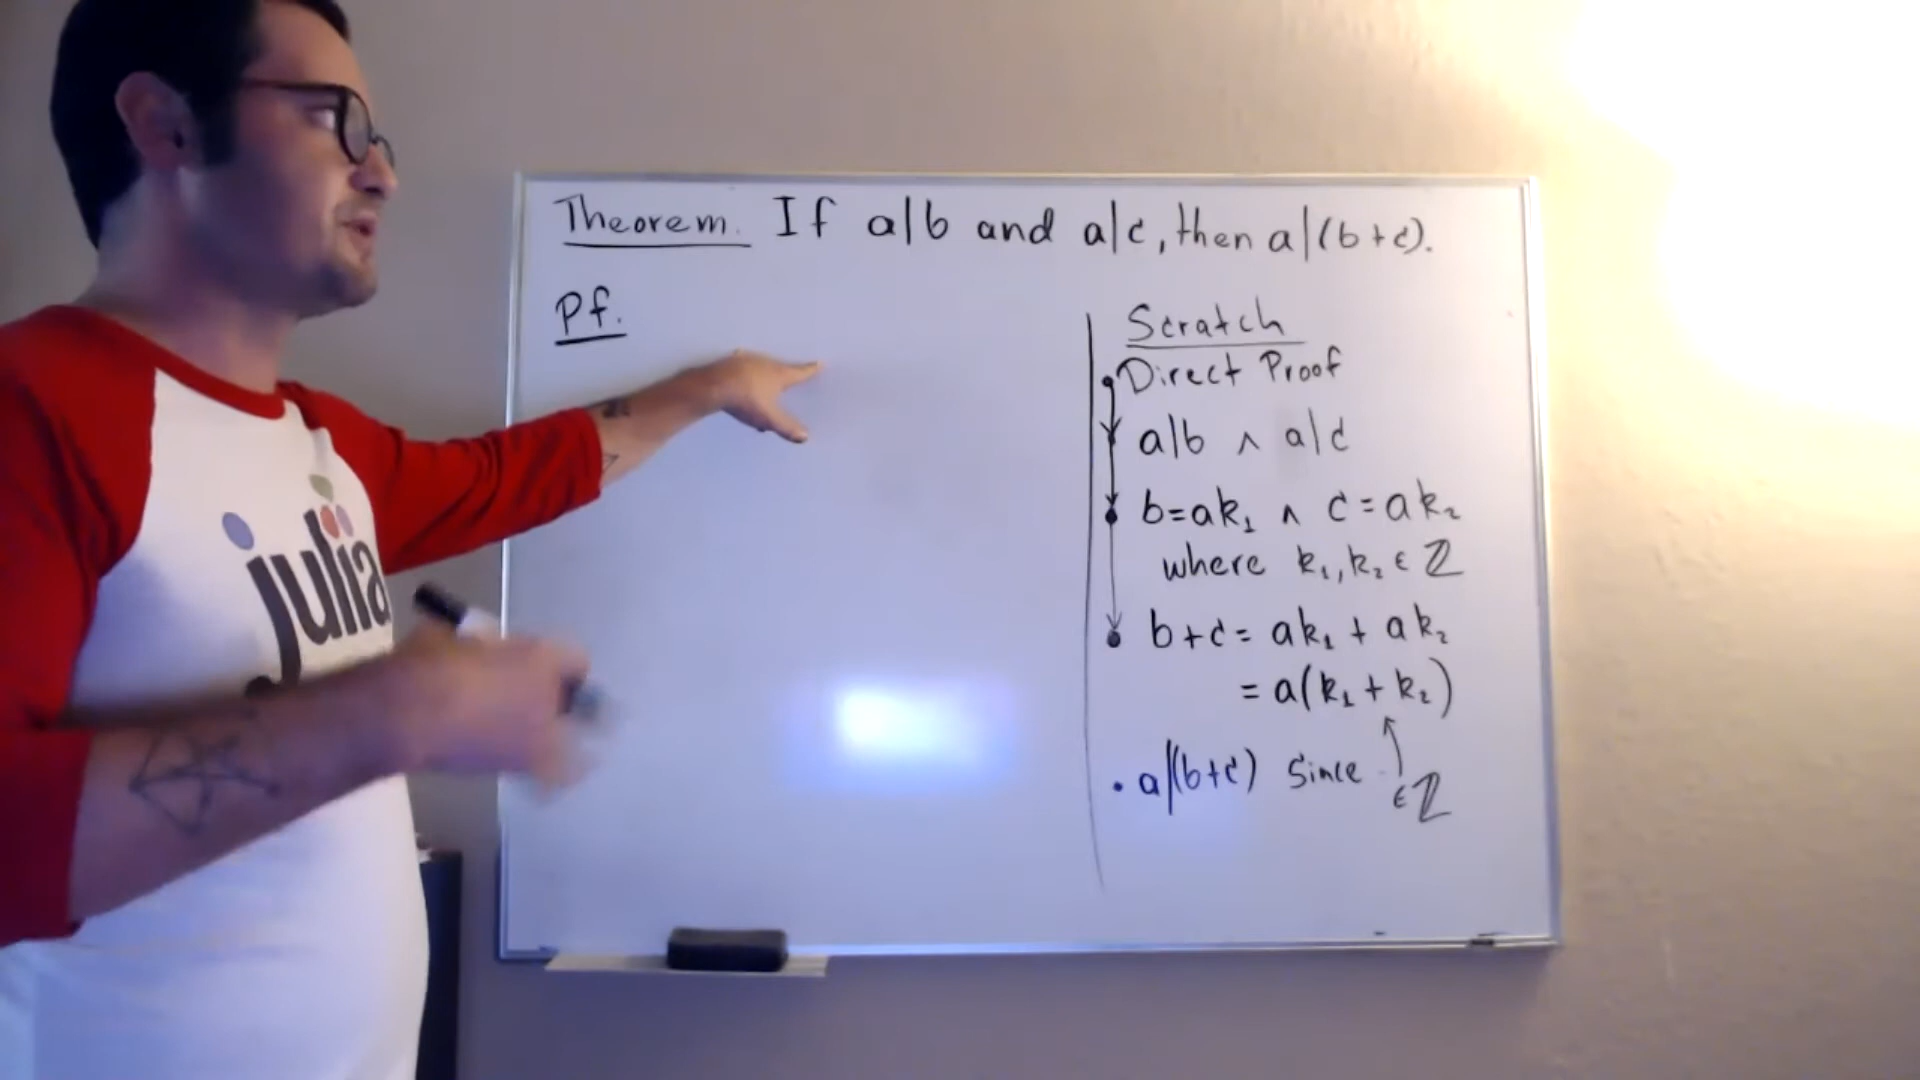 Theorem. If a|b and a|c, then a|(b+c).
Pf.
Scratch
Direct Proof
a|b ∧ a|c
b=ak₁ ∧ c=ak₂
where k₁,k₂ ∈ ℤ
b+c = ak₁ + ak₂
= a(k₁+k₂)
a|(b+c) since
∈ ℤ
julia